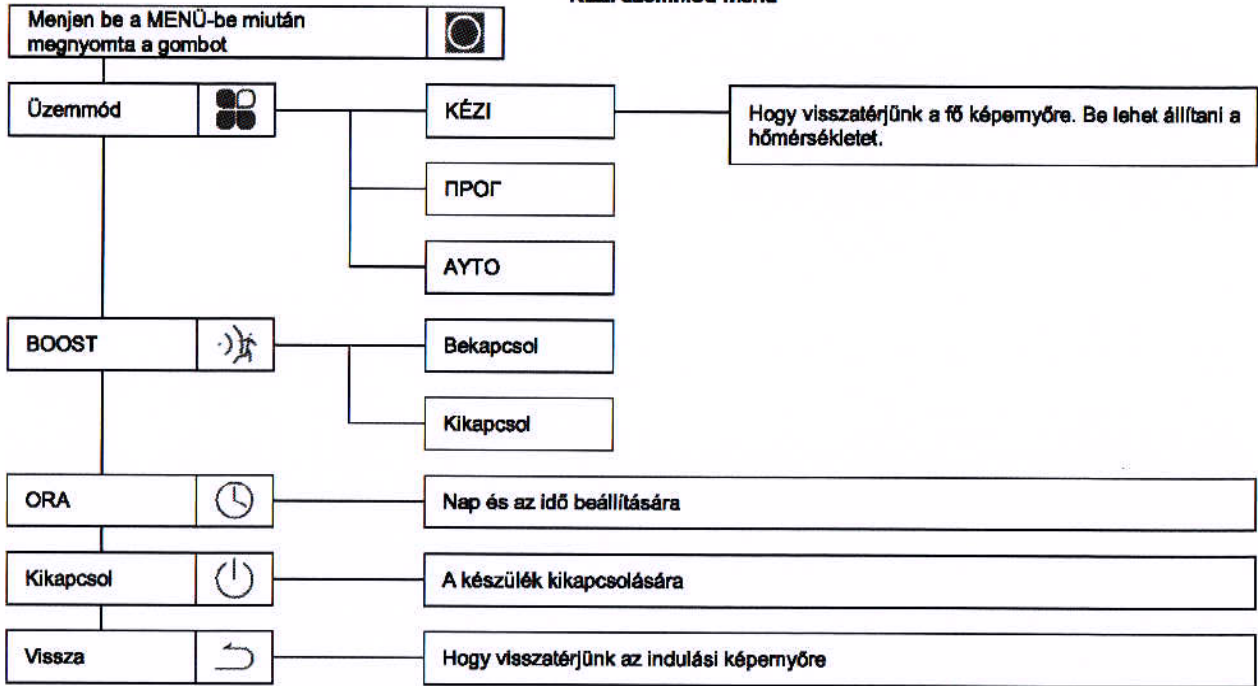 Menjen be a MENÜ-be miután
megnyomta a gombot
Üzemmód
KÉZI
Hogy visszatérjünk a fő képernyőre. Be lehet állítani a
hőmérsékletet.
ПРОГ
AYTO
BOOST
Bekapcsol
Kikapcsol
ORA
Nap és az idő beállítására
Kikapcsol
A készülék kikapcsolására
Vissza
Hogy visszatérjünk az indulási képernyőre